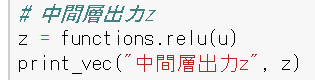 # 中間層出力z
z = functions.relu(u)
print_vec("中間層出力z", z)